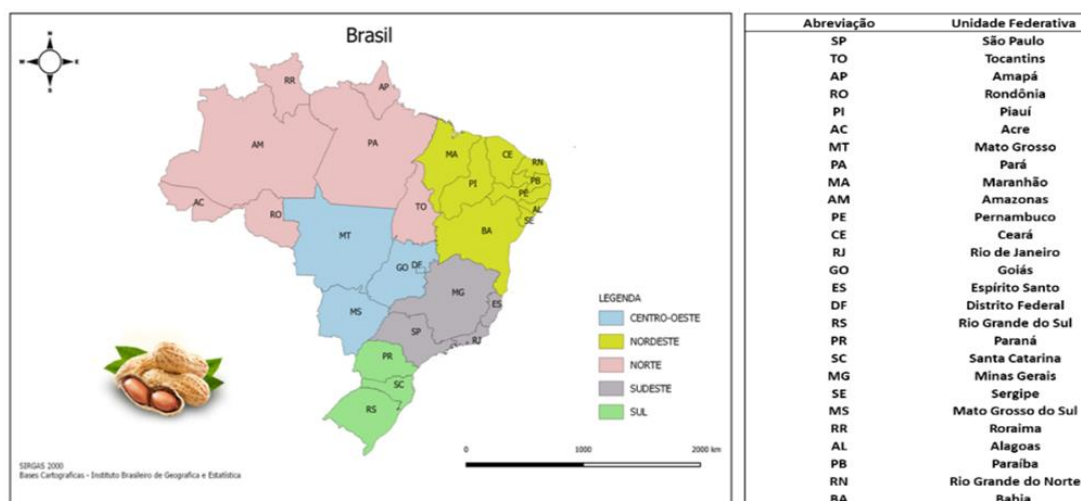 Brasil
N
W
E
S
RR
AP
AM
PA
MA
CE
RN
PB
PI
PE
AL
SE
AC
RO
TO
BA
MT
GO
DF
MG
ES
MS
SP
RJ
PR
SC
RS
LEGENDA
CENTRO-OESTE
NORDESTE
NORTE
SUDESTE
SUL
0 1000 2000 km
SIRGAS 2000
Bases Cartograficas - Instituto Brasileiro de Geografica e Estatística
Abreviação Unidade Federativa
SP São Paulo
TO Tocantins
AP Amapá
RO Rondônia
PI Piauí
AC Acre
MT Mato Grosso
PA Pará
MA Maranhão
AM Amazonas
PE Pernambuco
CE Ceará
RJ Rio de Janeiro
GO Goiás
ES Espírito Santo
DF Distrito Federal
RS Rio Grande do Sul
PR Paraná
SC Santa Catarina
MG Minas Gerais
SE Sergipe
MS Mato Grosso do Sul
RR Roraima
AL Alagoas
PB Paraíba
RN Rio Grande do Norte
BA Bahia